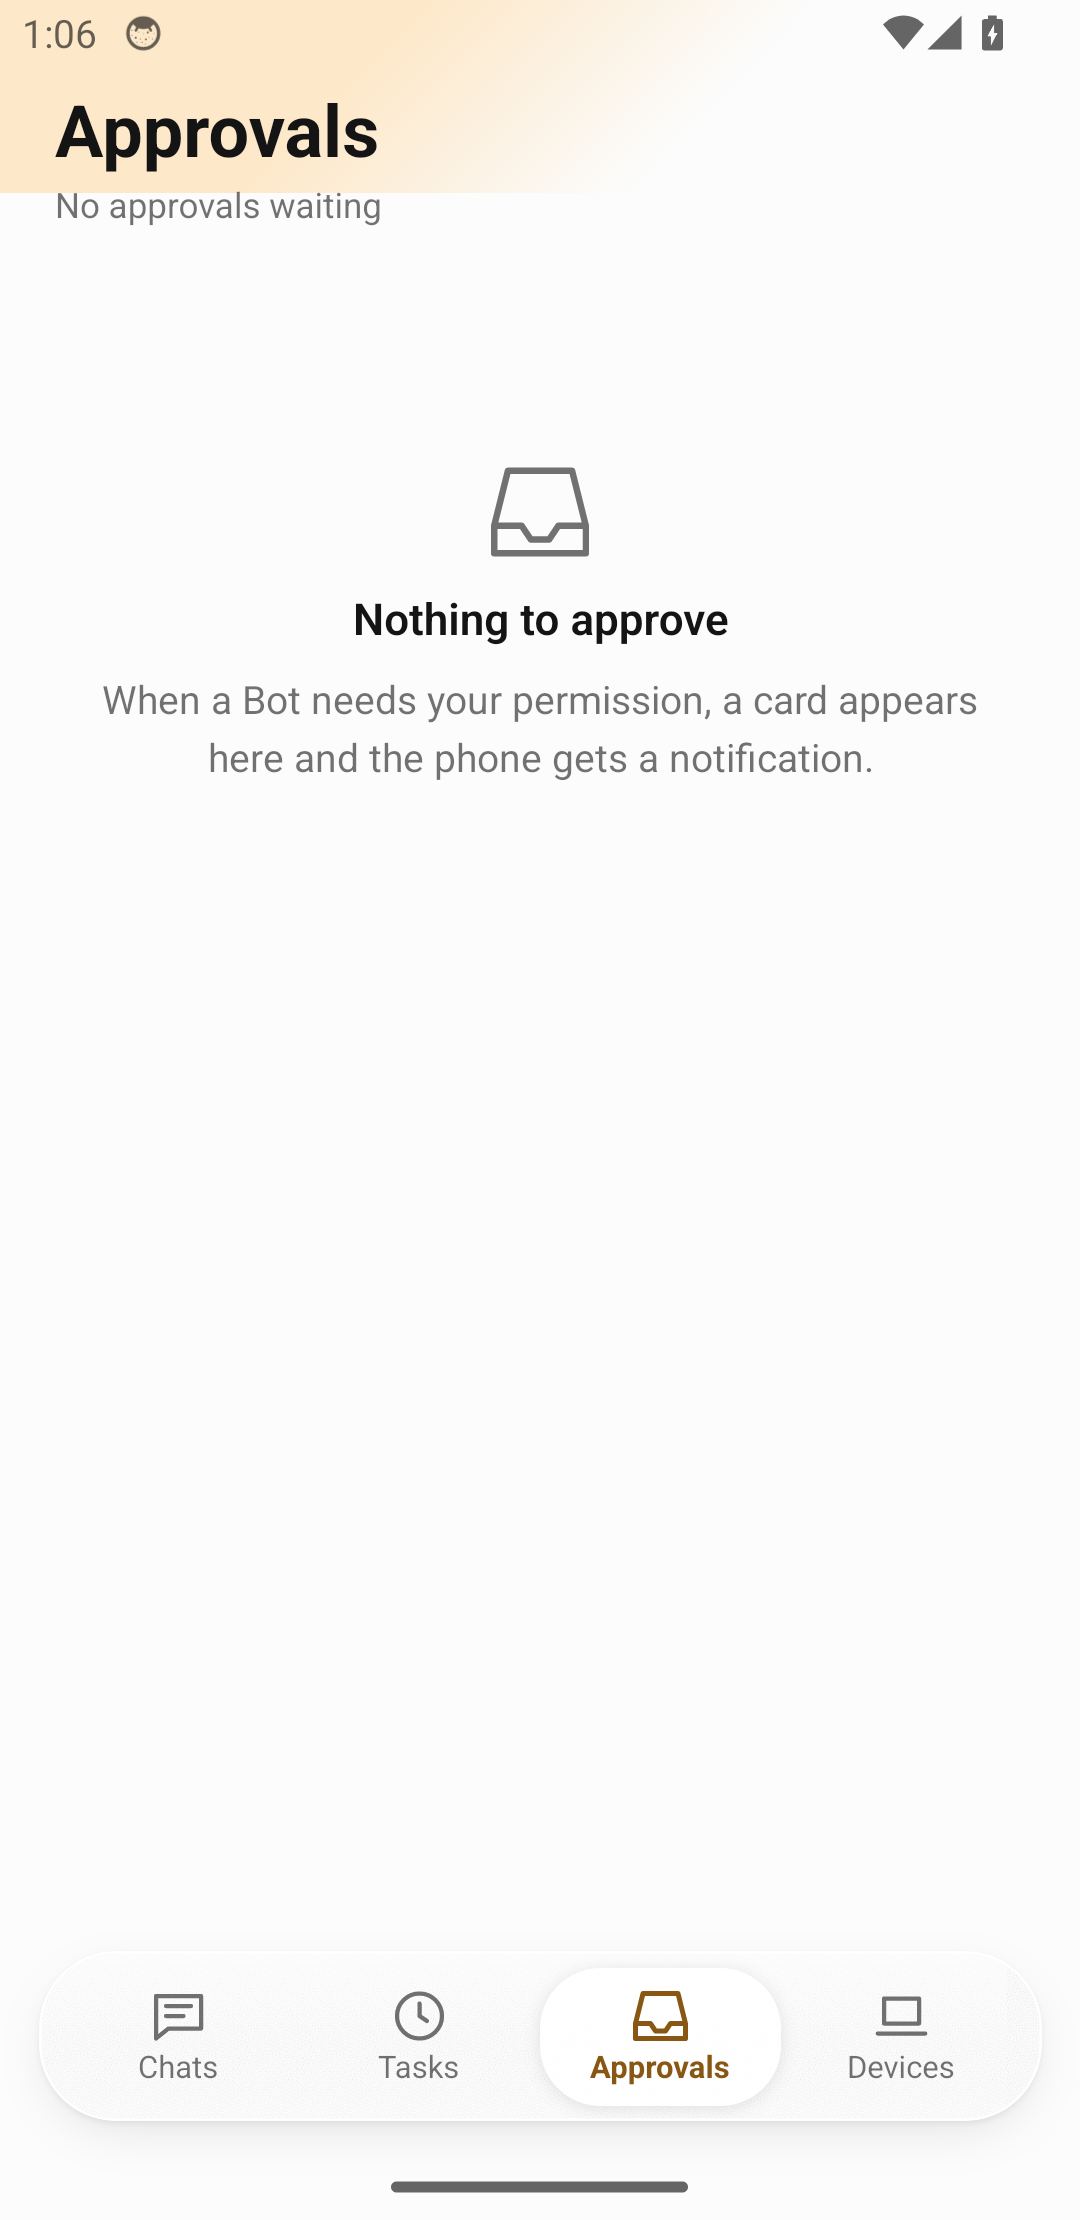 1:06
Approvals
No approvals waiting
Nothing to approve
When a Bot needs your permission, a card appears
here and the phone gets a notification.
Chats
Tasks
Approvals
Devices